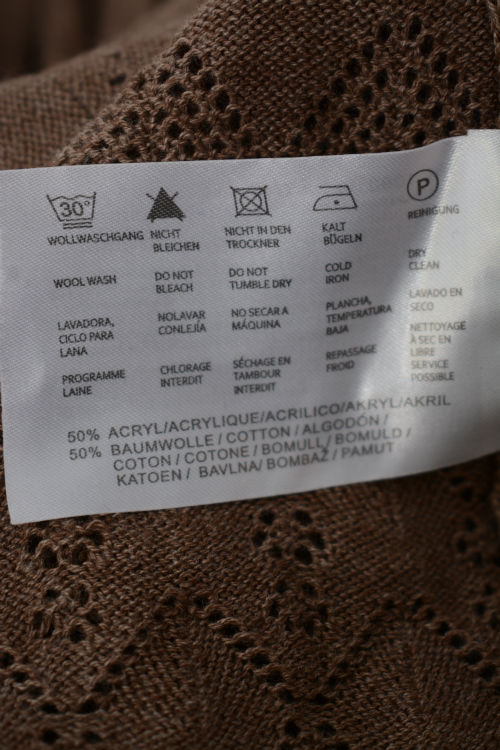 30°
P
WOLLWASCHGANG
NICHT
BLEICHEN
NICHT IN DEN
TROCKNER
KALT
BÜGELN
REINIGUNG
WOOL WASH
DO NOT
BLEACH
DO NOT
TUMBLE DRY
COLD
IRON
DRY
CLEAN
LAVADORA,
CICLO PARA
LANA
NOLAVAR
CONLEJÍA
NO SECAR A
MÁQUINA
PLANCHA,
TEMPERATURA
BAJA
LAVADO EN
SECO
PROGRAMME
LAINE
CHLORAGE
INTERDIT
SÉCHAGE EN
TAMBOUR
INTERDIT
REPASSAGE
FROID
NETTOYAGE
À SEC EN
LIBRE
SERVICE
POSSIBLE
50% ACRYL/ACRYLIQUE/ACRILICO/AKRYL/AKRIL
50% BAUMWOLLE / COTTON / ALGODÓN /
COTON / COTONE / BOMULL / BOMULD /
KATOEN / BAVLNA/ BOMBAŽ / PAMUT